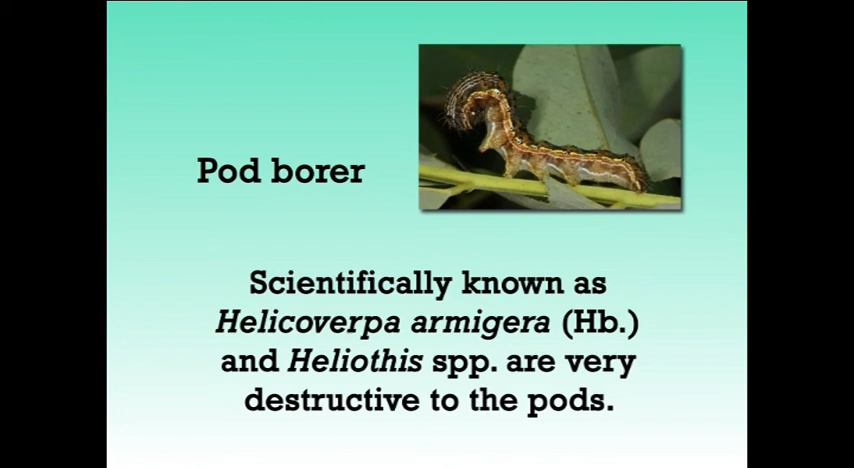 Pod borer
Scientifically known as
Helicoverpa armigera (Hb.)
and Heliothis spp. are very
destructive to the pods.